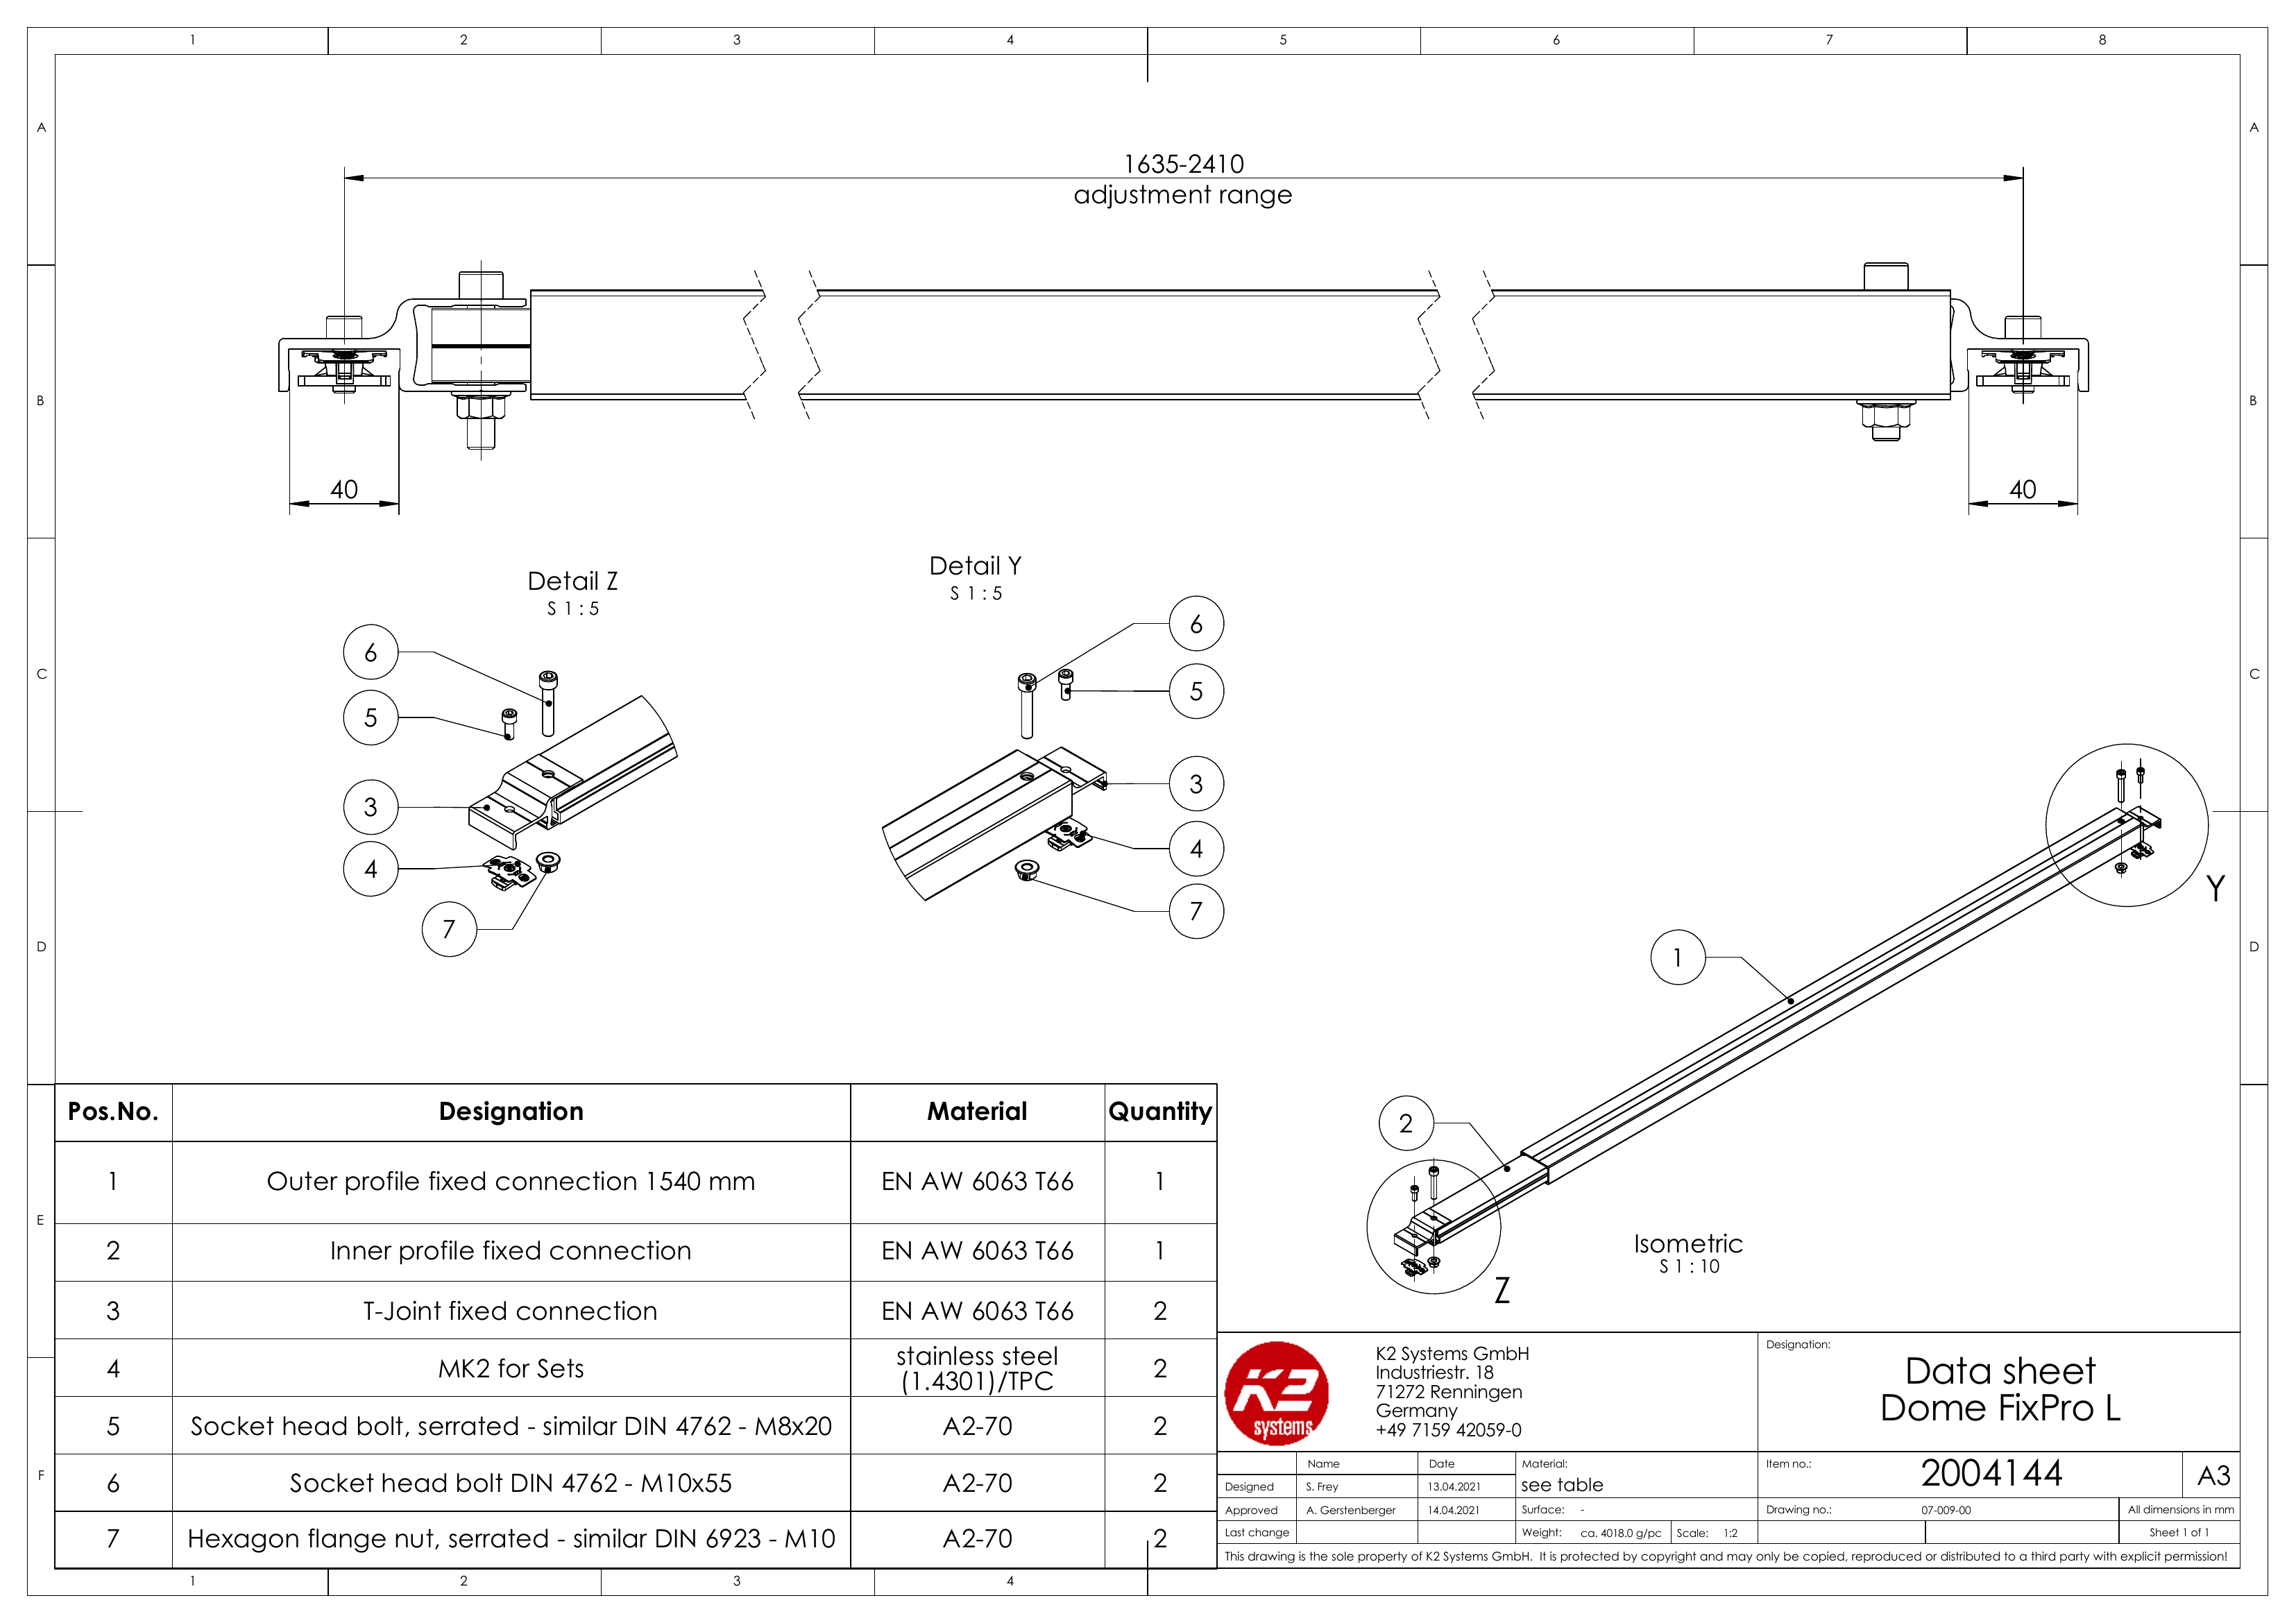 1 2 3 4 5 6 7 8
A A
1635-2410
adjustment range
B B
40 40
Detail Z
S 1 : 5
Detail Y
S 1 : 5
6
5
3
4
7
6
5
3
4
7
C C
D D
Y
1
2
Z
Isometric
S 1 : 10
E
F
Pos.No. Designation Material Quantity
1 Outer profile fixed connection 1540 mm EN AW 6063 T66 1
2 Inner profile fixed connection EN AW 6063 T66 1
3 T-Joint fixed connection EN AW 6063 T66 2
4 MK2 for Sets stainless steel (1.4301)/TPC 2
5 Socket head bolt, serrated - similar DIN 4762 - M8x20 A2-70 2
6 Socket head bolt DIN 4762 - M10x55 A2-70 2
7 Hexagon flange nut, serrated - similar DIN 6923 - M10 A2-70 2
K2
systems
K2 Systems GmbH
Industriestr. 18
71272 Renningen
Germany
+49 7159 42059-0
Designation:
Data sheet
Dome FixPro L
Name Date
Designed S. Frey 13.04.2021
Approved A. Gerstenberger 14.04.2021
Last change
Material:
see table
Surface: -
Weight: ca. 4018.0 g/pc Scale: 1:2
Item no.: 2004144 A3
Drawing no.: 07-009-00 All dimensions in mm
Sheet 1 of 1
This drawing is the sole property of K2 Systems GmbH. It is protected by copyright and may only be copied, reproduced or distributed to a third party with explicit permission!
1 2 3 4